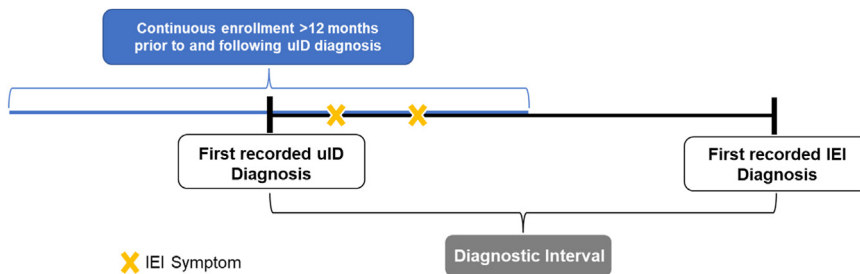 Continuous enrollment >12 months
prior to and following uID diagnosis
First recorded uID
Diagnosis
First recorded IEI
Diagnosis
Diagnostic Interval
IEI Symptom